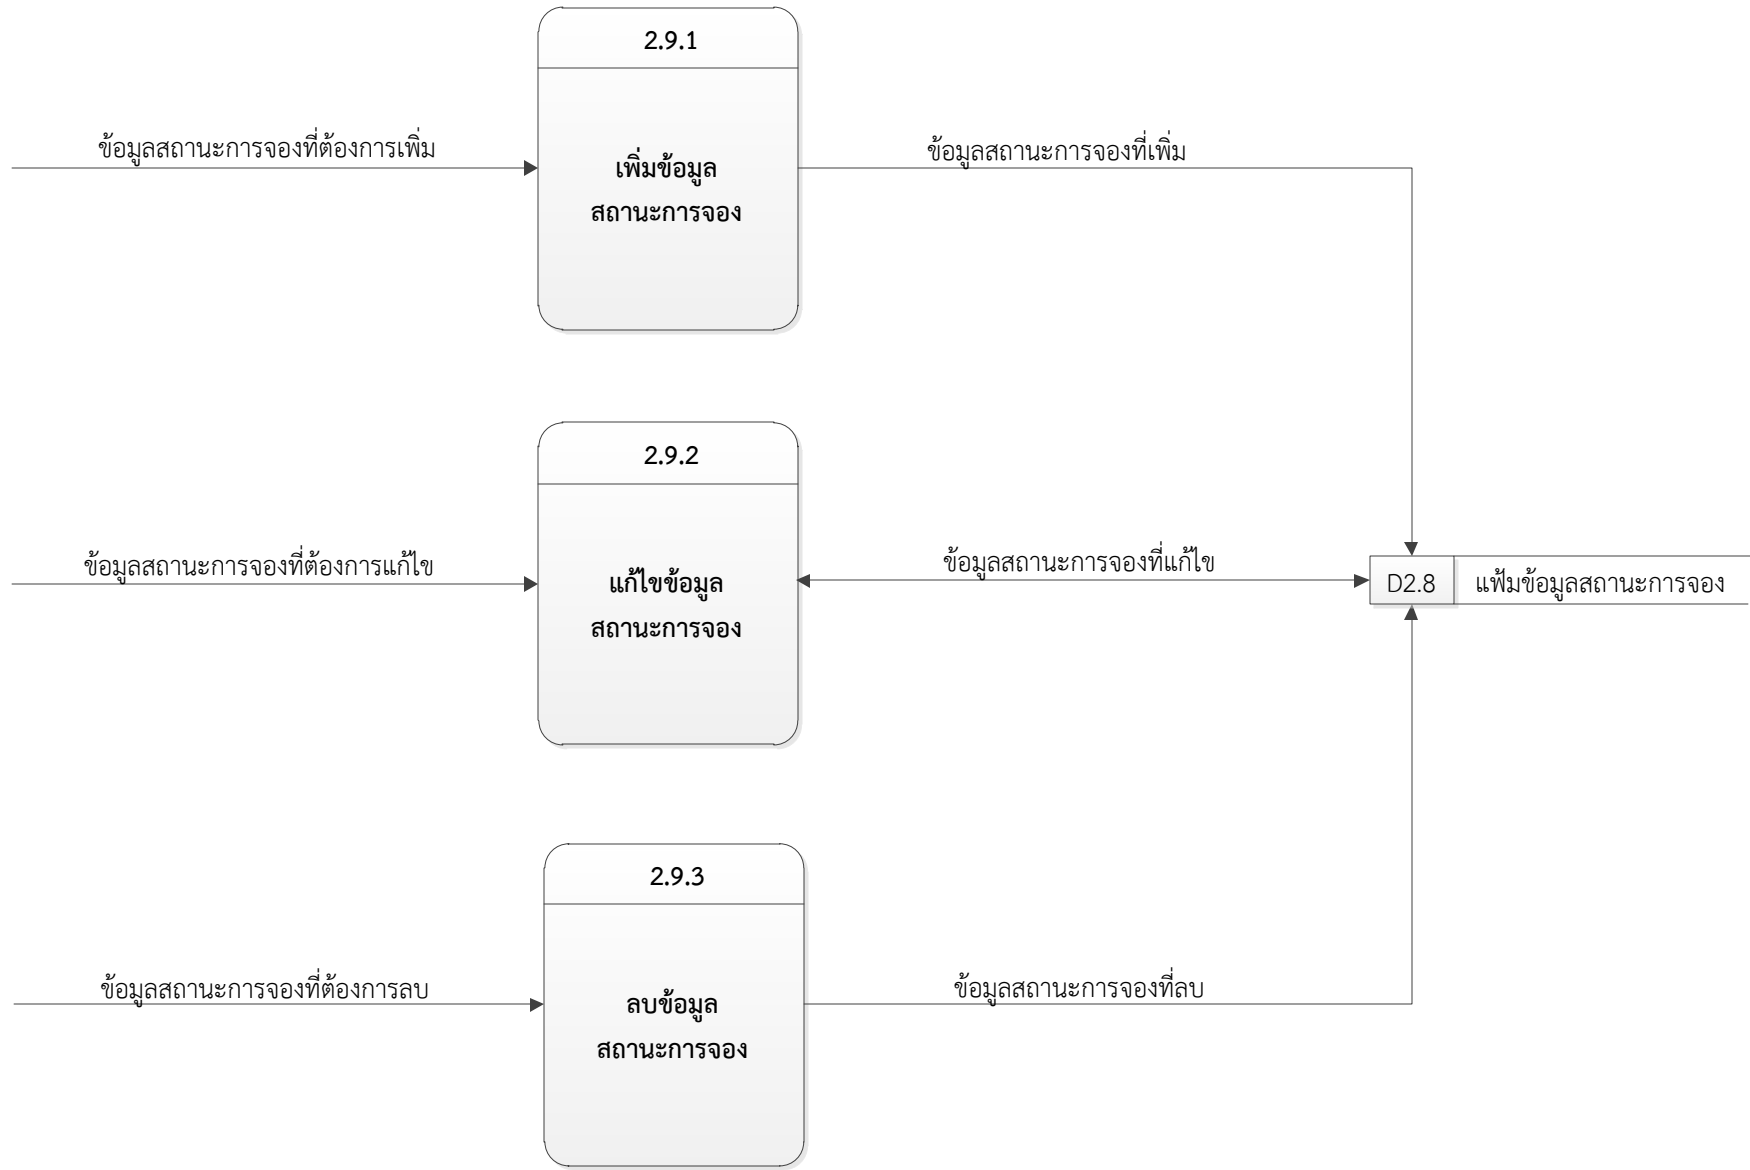 2.9.1
ข้อมูลสถานะการจองที่ต้องการเพิ่ม
เพิ่มข้อมูล
สถานะการจอง
ข้อมูลสถานะการจองที่เพิ่ม
2.9.2
ข้อมูลสถานะการจองที่ต้องการแก้ไข
แก้ไขข้อมูล
สถานะการจอง
ข้อมูลสถานะการจองที่แก้ไข
D2.8
แฟ้มข้อมูลสถานะการจอง
2.9.3
ข้อมูลสถานะการจองที่ต้องการลบ
ลบข้อมูล
สถานะการจอง
ข้อมูลสถานะการจองที่ลบ